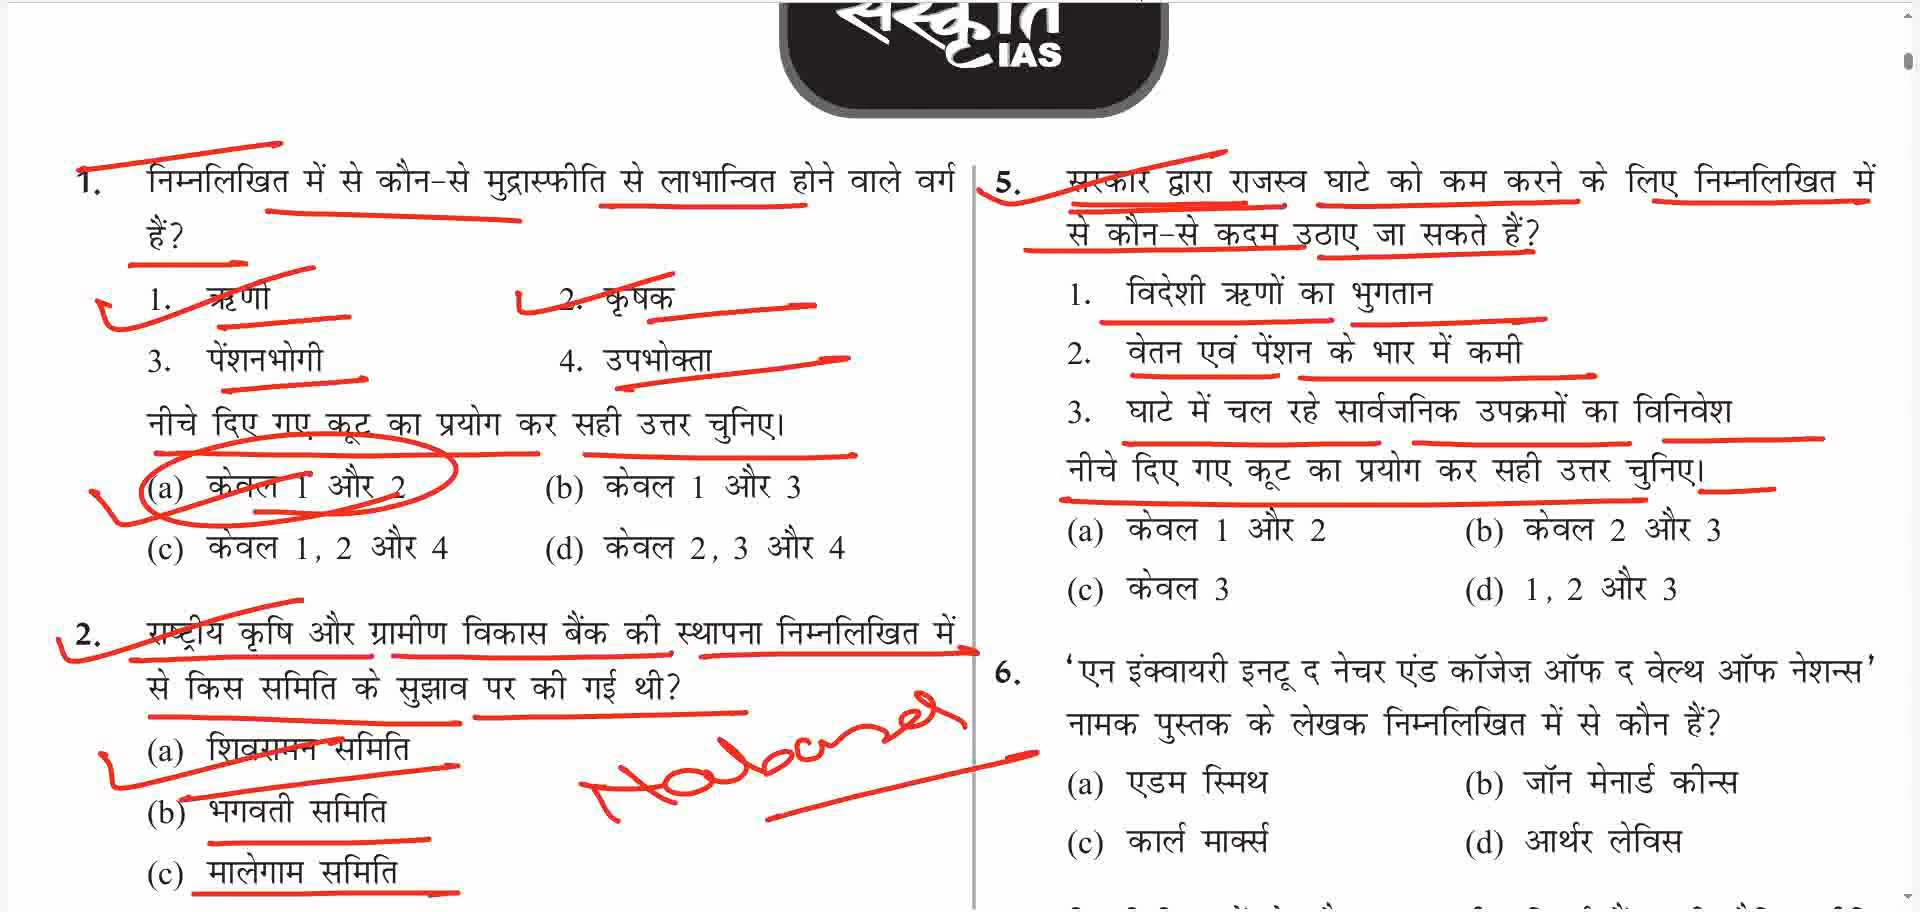 संस्कृति
IAS
1. निम्नलिखित में से कौन-से मुद्रास्फीति से लाभान्वित होने वाले वर्ग
हैं?
1. ऋणी 2. कृषक
3. पेंशनभोगी 4. उपभोक्ता
नीचे दिए गए कूट का प्रयोग कर सही उत्तर चुनिए।
(a) केवल 1 और 2 (b) केवल 1 और 3
(c) केवल 1, 2 और 4 (d) केवल 2, 3 और 4
2. राष्ट्रीय कृषि और ग्रामीण विकास बैंक की स्थापना निम्नलिखित में
से किस समिति के सुझाव पर की गई थी?
(a) शिवरामन समिति
(b) भगवती समिति
(c) मालेगाम समिति
5. सरकार द्वारा राजस्व घाटे को कम करने के लिए निम्नलिखित में
से कौन-से कदम उठाए जा सकते हैं?
1. विदेशी ऋणों का भुगतान
2. वेतन एवं पेंशन के भार में कमी
3. घाटे में चल रहे सार्वजनिक उपक्रमों का विनिवेश
नीचे दिए गए कूट का प्रयोग कर सही उत्तर चुनिए।
(a) केवल 1 और 2 (b) केवल 2 और 3
(c) केवल 3 (d) 1, 2 और 3
6. 'एन इंक्वायरी इनटू द नेचर एंड कॉजेज़ ऑफ द वेल्थ ऑफ नेशन्स'
नामक पुस्तक के लेखक निम्नलिखित में से कौन हैं?
(a) एडम स्मिथ (b) जॉन मेनार्ड कीन्स
(c) कार्ल मार्क्स (d) आर्थर लेविस